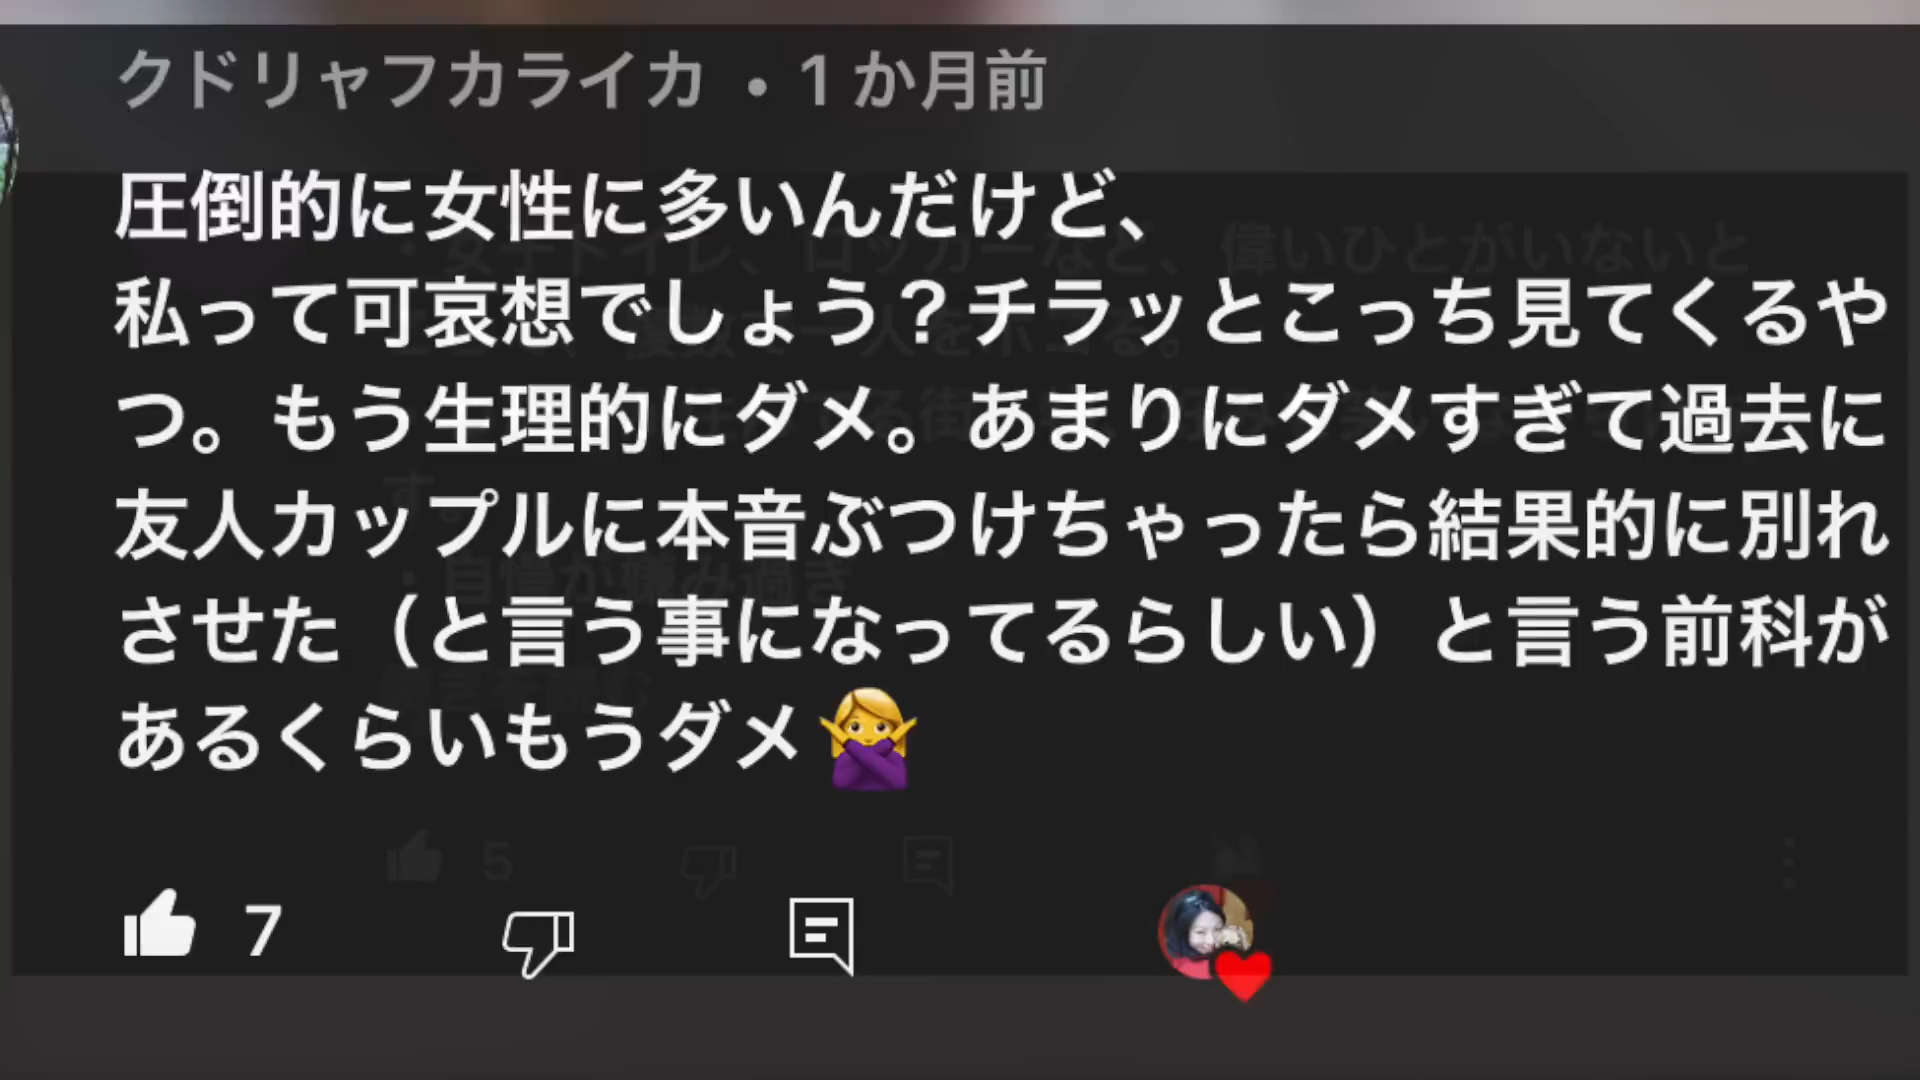 クドリャフカライカ • 1 か月前
圧倒的に女性に多いんだけど、
私って可哀想でしょう？チラッとこっち見てくるや
つ。もう生理的にダメ。あまりにダメすぎて過去に
友人カップルに本音ぶつけちゃったら結果的に別れ
させた（と言う事になってるらしい）と言う前科が
あるくらいもうダメ🙅‍♀️
7
5